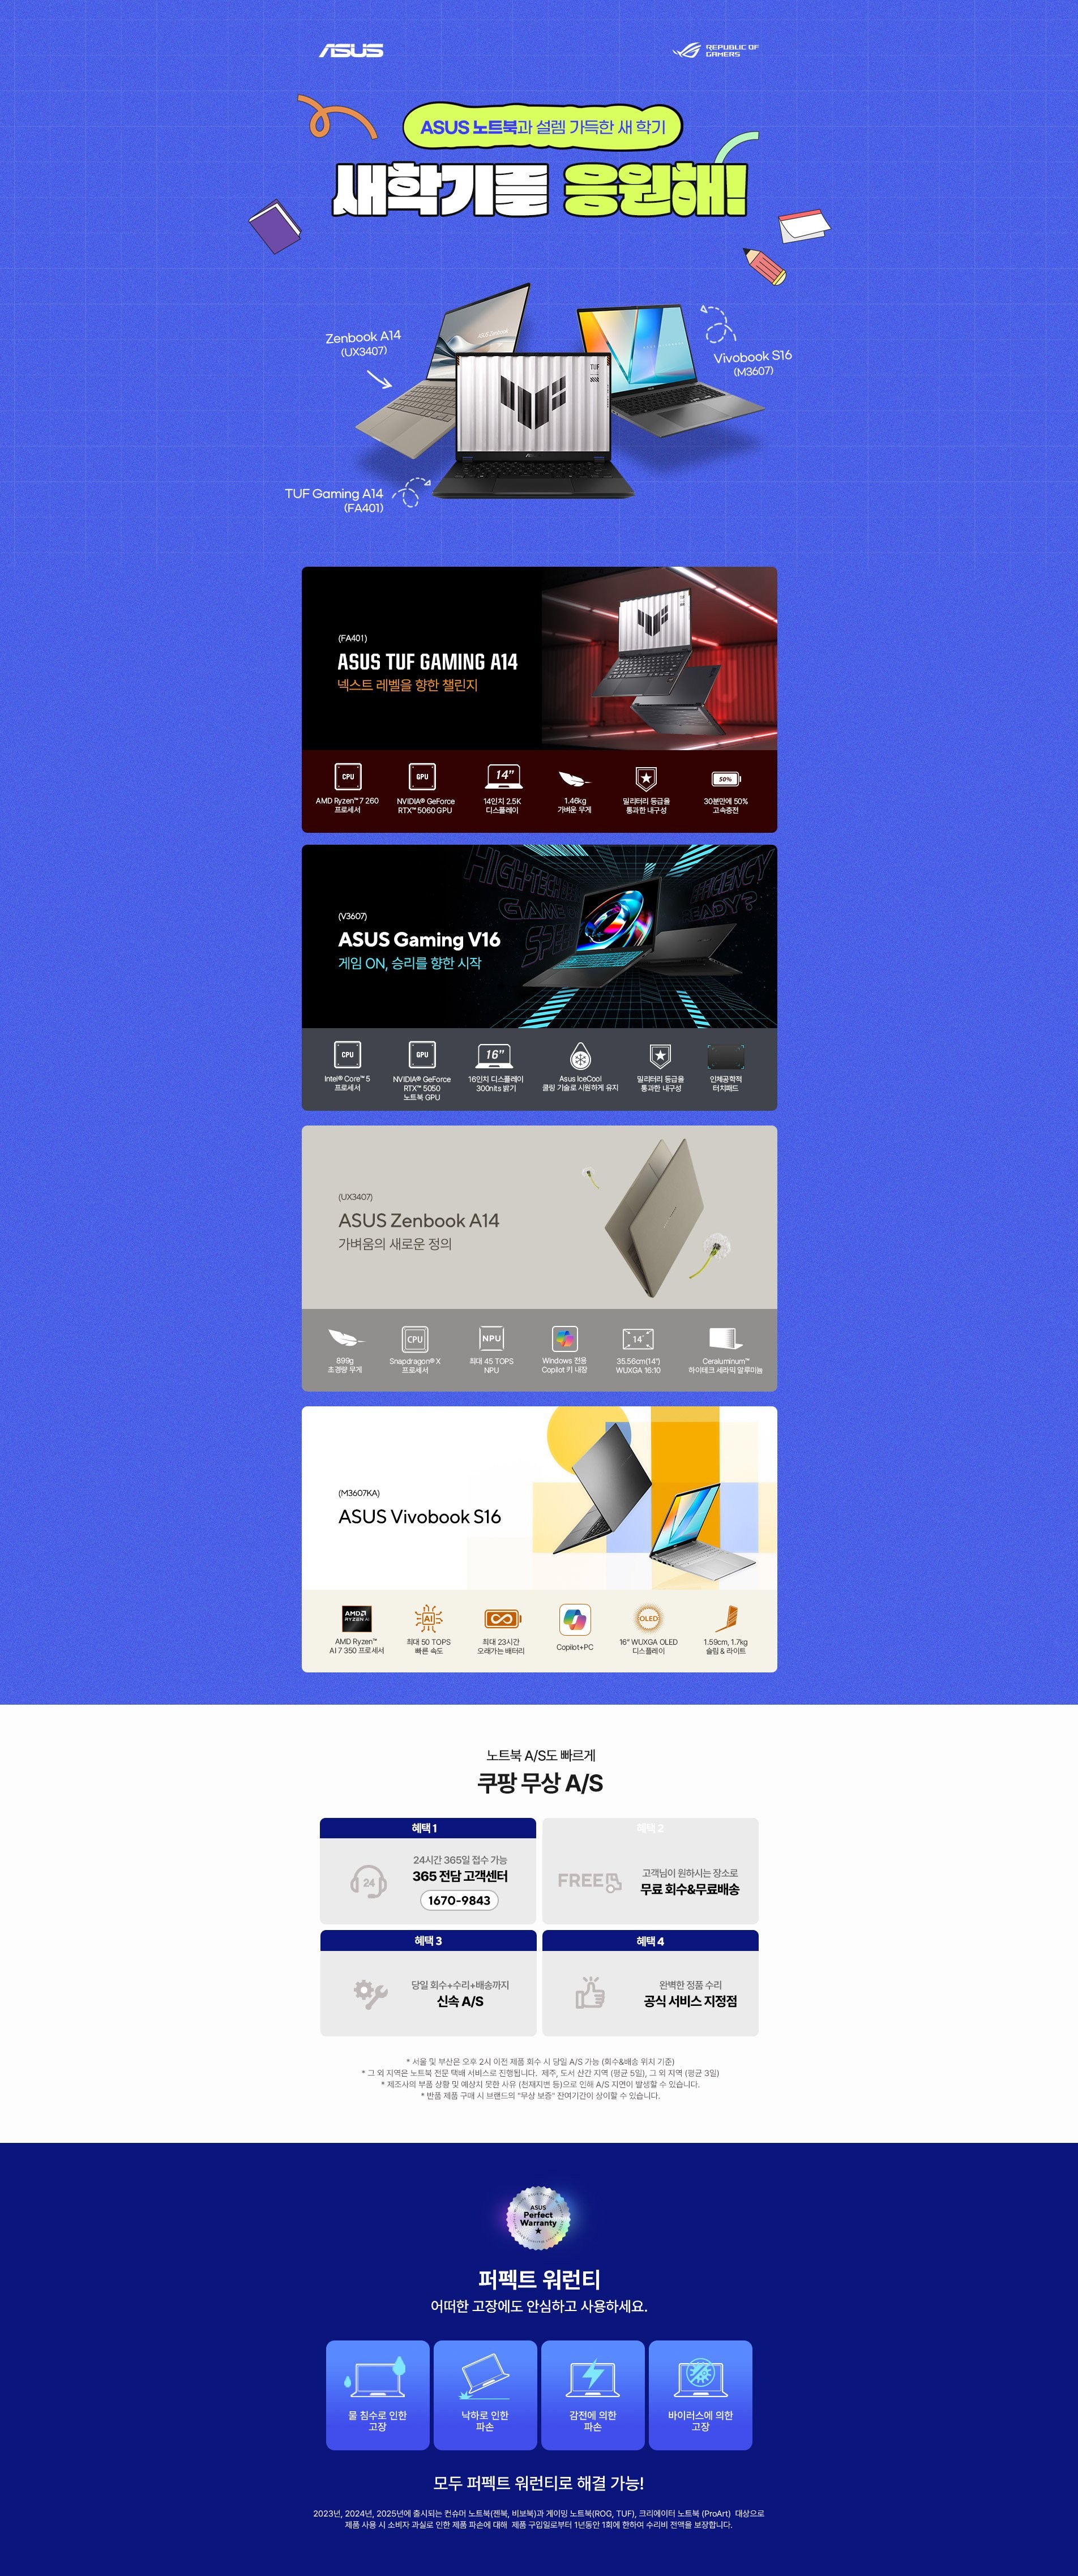 ASUS
REPUBLIC OF
GAMERS
ASUS 노트북과 설렘 가득한 새 학기
새학기를 응원해!
Zenbook A14
(UX3407)
Vivobook S16
(M3607)
TUF Gaming A14
(FA401)
(FA401)
ASUS TUF GAMING A14
넥스트 레벨을 향한 챌린지
CPU
AMD Ryzen™ 7 260
프로세서
GPU
NVIDIA® GeForce
RTX™ 5060 GPU
14"
14인치 2.5K
디스플레이
1.46kg
가벼운 무게
밀리터리 등급을
통과한 내구성
50%
30분만에 50%
고속충전
(V3607)
ASUS Gaming V16
게임 ON, 승리를 향한 시작
CPU
Intel® Core™ 5
프로세서
GPU
NVIDIA® GeForce
RTX™ 5050
노트북 GPU
16"
16인치 디스플레이
300nits 밝기
Asus IceCool
쿨링 기술로 시원하게 유지
밀리터리 등급을
통과한 내구성
인체공학적
터치패드
(UX3407)
ASUS Zenbook A14
가벼움의 새로운 정의
899g
초경량 무게
CPU
Snapdragon® X
프로세서
NPU
최대 45 TOPS
NPU
Windows 전용
Copilot 키 내장
14"
35.56cm(14")
WUXGA 16:10
Ceraluminum™
하이테크 세라믹 알루미늄
(M3607KA)
ASUS Vivobook S16
AMD
RYZEN AI
AMD Ryzen™
AI 7 350 프로세서
AI
최대 50 TOPS
빠른 속도
최대 23시간
오래가는 배터리
Copilot+PC
OLED
16" WUXGA OLED
디스플레이
1.59cm, 1.7kg
슬림 & 라이트
노트북 A/S도 빠르게
쿠팡 무상 A/S
혜택 1
24
24시간 365일 접수 가능
365 전담 고객센터
1670-9843
혜택 2
FREE
고객님이 원하시는 장소로
무료 회수&무료배송
혜택 3
당일 회수+수리+배송까지
신속 A/S
혜택 4
완벽한 정품 수리
공식 서비스 지정점
* 서울 및 부산은 오후 2시 이전 제품 회수 시 당일 A/S 가능 (회수&배송 위치 기준)
* 그 외 지역은 노트북 전문 택배 서비스로 진행됩니다. 제주, 도서 산간 지역 (평균 5일), 그 외 지역 (평균 3일)
* 제조사의 부품 상황 및 예상치 못한 사유 (천재지변 등)으로 인해 A/S 지연이 발생할 수 있습니다.
* 반품 제품 구매 시 브랜드의 "무상 보증" 잔여기간이 상이할 수 있습니다.
ASUS
Perfect
Warranty
퍼펙트 워런티
어떠한 고장에도 안심하고 사용하세요.
물 침수로 인한
고장
낙하로 인한
파손
감전에 의한
파손
바이러스에 의한
고장
모두 퍼펙트 워런티로 해결 가능!
2023년, 2024년, 2025년에 출시되는 컨슈머 노트북(젠북, 비보북)과 게이밍 노트북(ROG, TUF), 크리에이터 노트북 (ProArt) 대상으로
제품 사용 시 소비자 과실로 인한 제품 파손에 대해 제품 구입일로부터 1년동안 1회에 한하여 수리비 전액을 보장합니다.